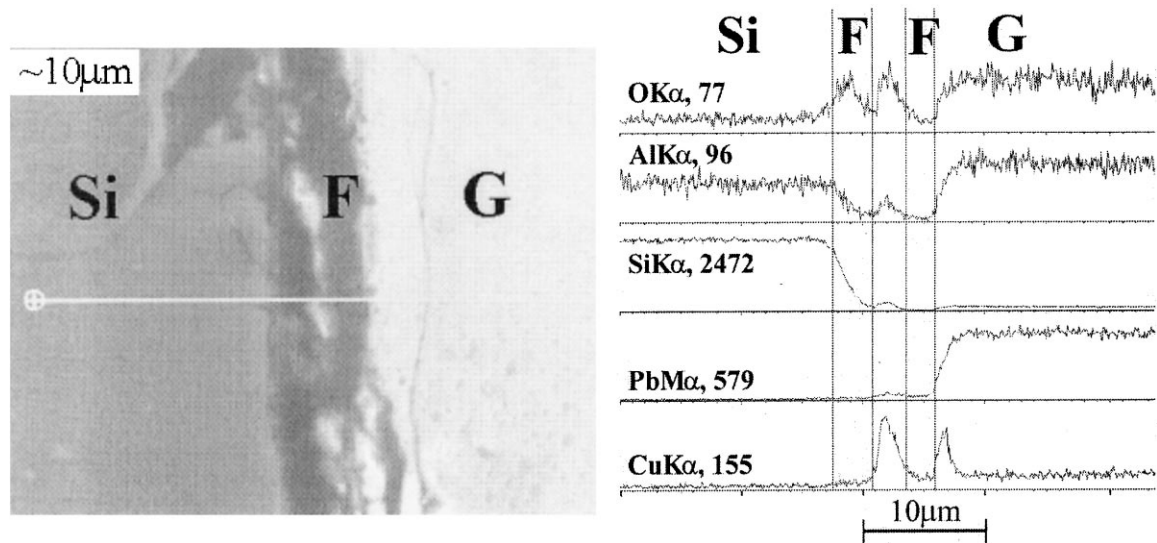 ~10μm
Si
F
G
Si F F G
OKα, 77
AlKα, 96
SiKα, 2472
PbMα, 579
CuKα, 155
10μm